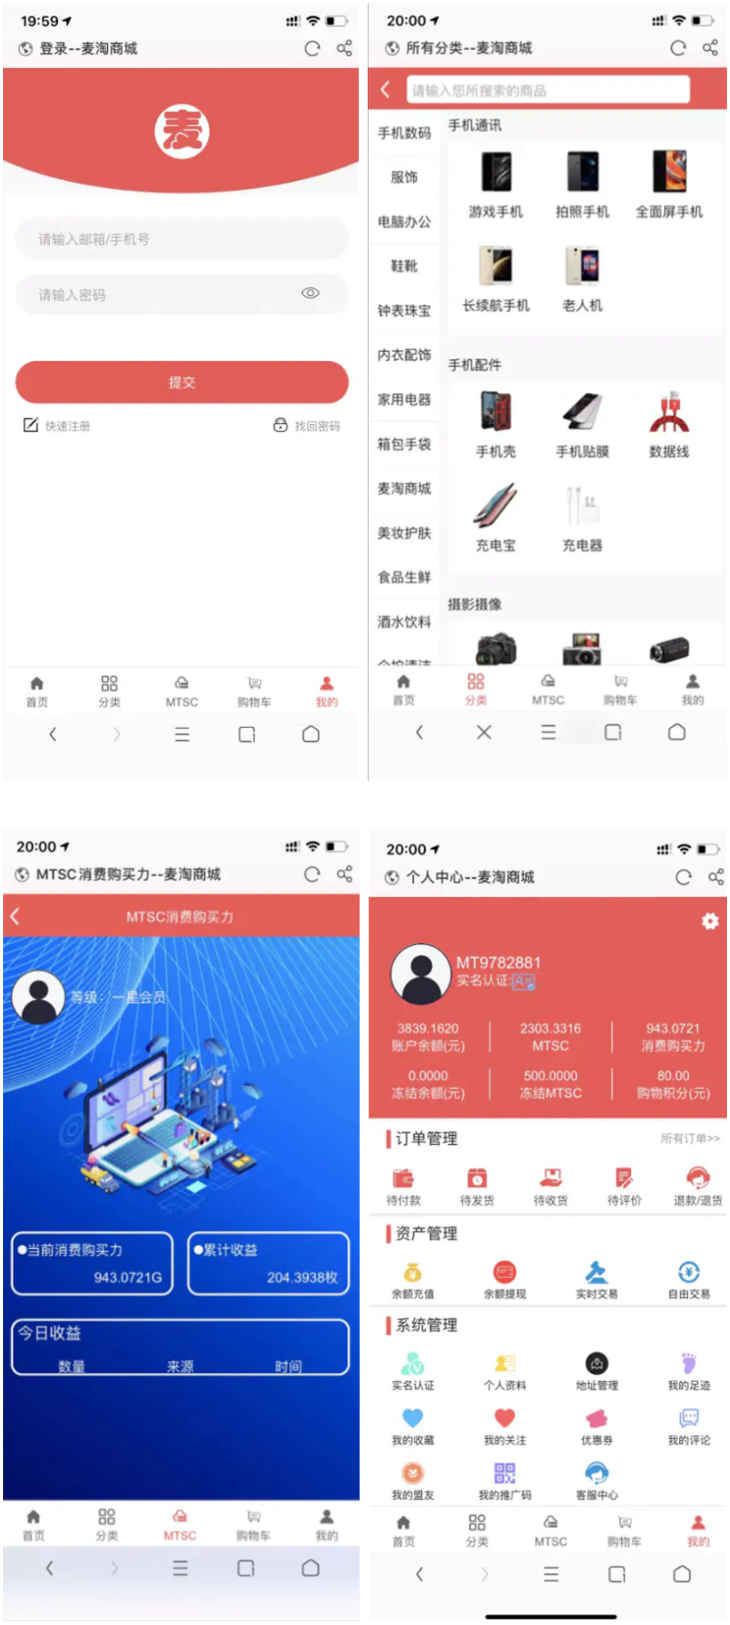 19:59
登录--麦淘商城
麦
请输入邮箱/手机号
请输入密码
提交
快速注册
找回密码
首页
分类
MTSC
购物车
我的
20:00
所有分类--麦淘商城
请输入您所搜索的商品
手机数码
服饰
电脑办公
鞋靴
钟表珠宝
内衣配饰
家用电器
箱包手袋
麦淘商城
美妆护肤
食品生鲜
酒水饮料
个护清洁
手机通讯
游戏手机 拍照手机 全面屏手机
长续航手机 老人机
手机配件
手机壳 手机贴膜 数据线
充电宝 充电器
摄影摄像
首页
分类
MTSC
购物车
我的
20:00
MTSC消费购买力--麦淘商城
MTSC消费购买力
等级：一星会员
当前消费购买力
943.0721G
累计收益
204.3938枚
今日收益
数量 来源 时间
首页
分类
MTSC
购物车
我的
20:00
个人中心--麦淘商城
MT9782881
实名认证:
3839.1620 2303.3316 943.0721
账户余额(元) MTSC 消费购买力
0.0000 500.0000 80.00
冻结余额(元) 冻结MTSC 购物积分(元)
订单管理 所有订单>>
待付款 待发货 待收货 待评价 退款/退货
资产管理
余额充值 余额提现 实时交易 自由交易
系统管理
实名认证 个人资料 地址管理 我的足迹
我的收藏 我的关注 优惠券 我的评论
我的盟友 我的推广码 客服中心
首页
分类
MTSC
购物车
我的